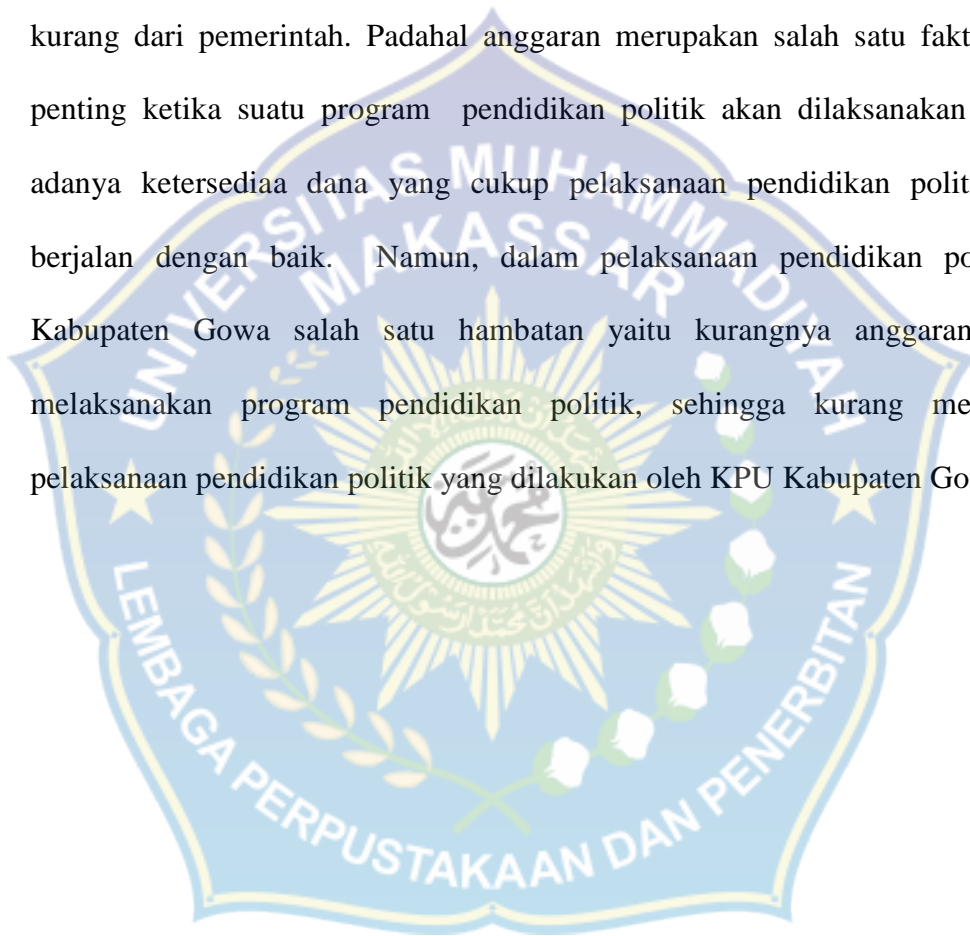 kurang dari pemerintah. Padahal anggaran merupakan salah satu fakt
penting ketika suatu program pendidikan politik akan dilaksanakan
adanya ketersediaa dana yang cukup pelaksanaan pendidikan polit
berjalan dengan baik. Namun, dalam pelaksanaan pendidikan po
Kabupaten Gowa salah satu hambatan yaitu kurangnya anggaran
melaksanakan program pendidikan politik, sehingga kurang me
pelaksanaan pendidikan politik yang dilakukan oleh KPU Kabupaten Go
UNIVERSITAS MUHAMMADIYAH
MAKASSAR
LEMBAGA PERPUSTAKAAN DAN PENERBITAN